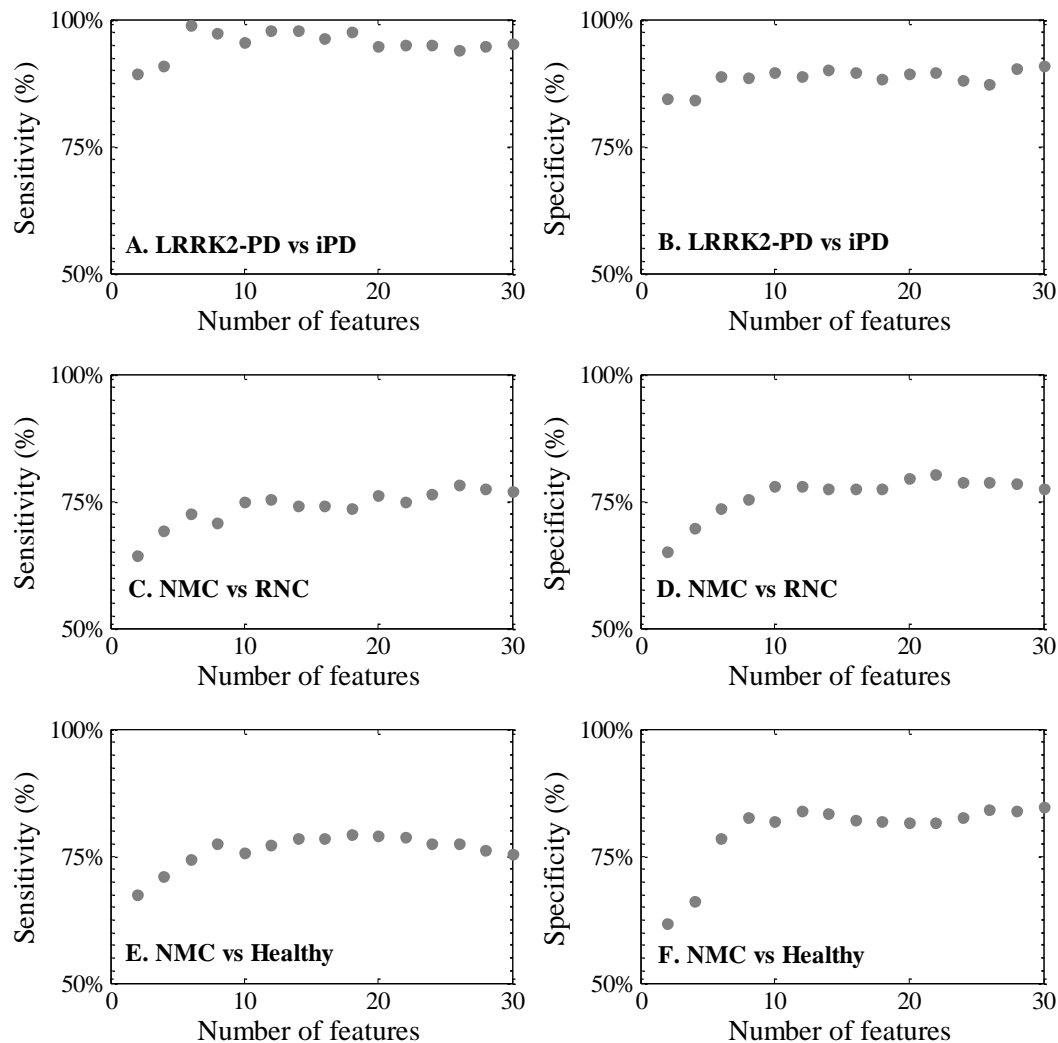 100%
75%
50%
Sensitivity (%)
A. LRRK2-PD vs iPD
0 10 20 30
Number of features
100%
75%
50%
Specificity (%)
B. LRRK2-PD vs iPD
0 10 20 30
Number of features
100%
75%
50%
Sensitivity (%)
C. NMC vs RNC
0 10 20 30
Number of features
100%
75%
50%
Specificity (%)
D. NMC vs RNC
0 10 20 30
Number of features
100%
75%
50%
Sensitivity (%)
E. NMC vs Healthy
0 10 20 30
Number of features
100%
75%
50%
Specificity (%)
F. NMC vs Healthy
0 10 20 30
Number of features